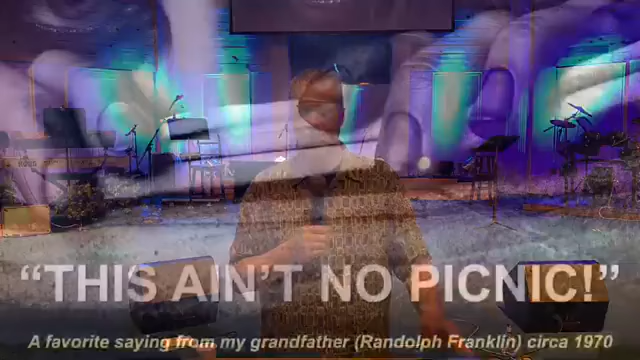 “THIS AIN’T NO PICNIC!”
A favorite saying from my grandfather (Randolph Franklin) circa 1970